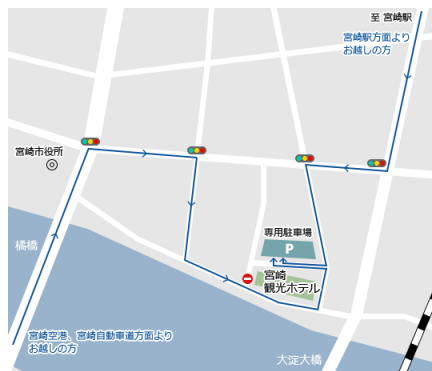 至 宮崎駅
宮崎駅方面より
お越しの方
宮崎市役所
専用駐車場
P
橘橋
宮崎
観光ホテル
宮崎空港、宮崎自動車道方面より
お越しの方
大淀大橋